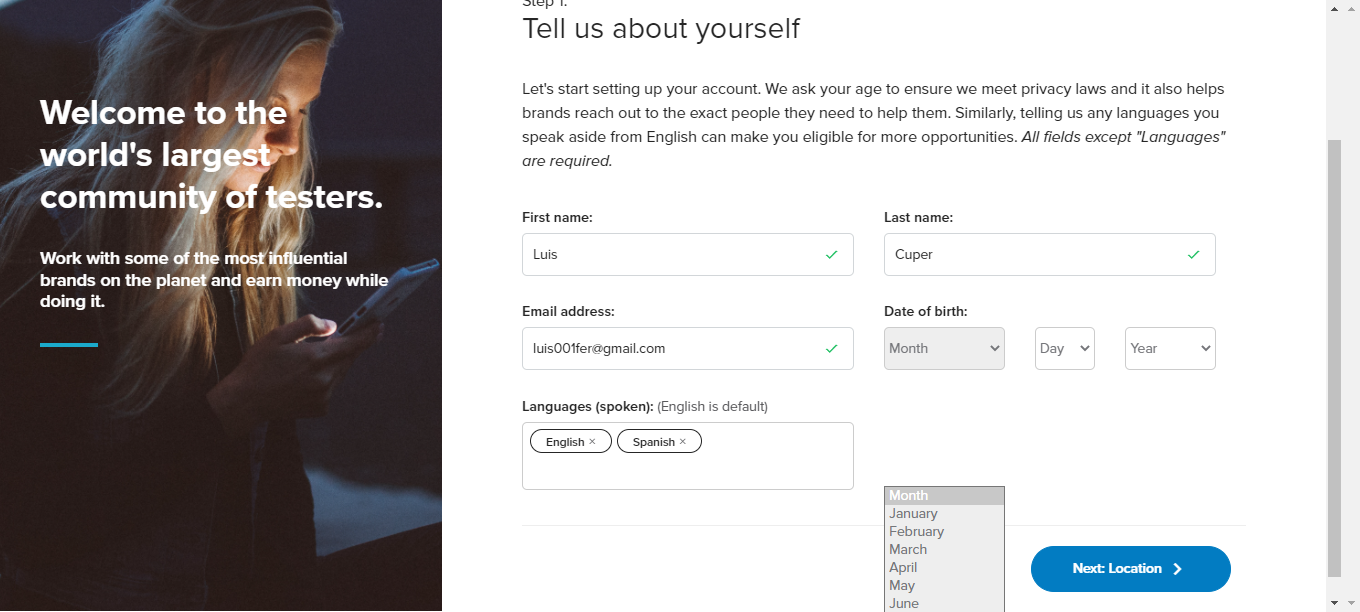 Welcome to the
world's largest
community of testers.
Work with some of the most influential
brands on the planet and earn money while
doing it.
Step 1:
Tell us about yourself
Let's start setting up your account. We ask your age to ensure we meet privacy laws and it also helps
brands reach out to the exact people they need to help them. Similarly, telling us any languages you
speak aside from English can make you eligible for more opportunities. All fields except "Languages"
are required.
First name:
Last name:
Luis
Cuper
Email address:
Date of birth:
luis001fer@gmail.com
Month
Day
Year
Languages (spoken): (English is default)
English ×
Spanish ×
Month
January
February
March
April
May
June
Next: Location